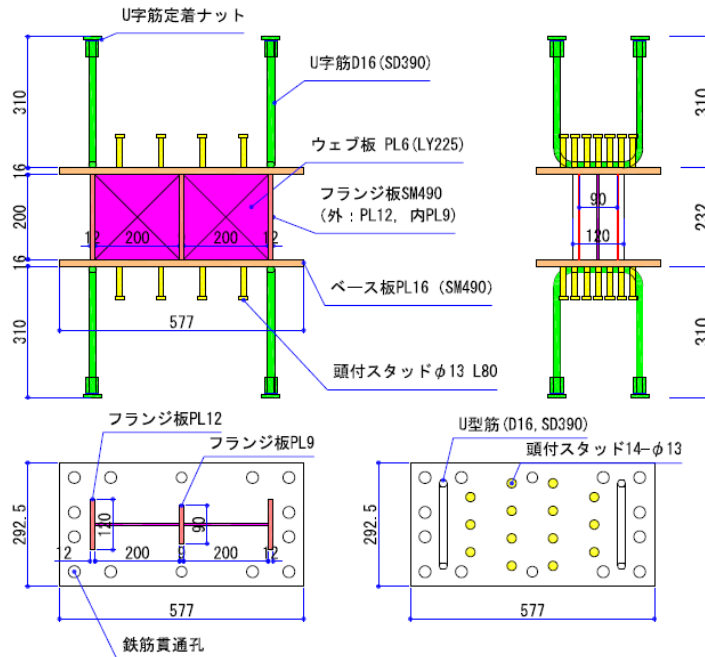 U字筋定着ナット
U字筋D16(SD390)
310
310
ウェブ板 PL6(LY225)
16
フランジ板SM490
(外：PL12, 内PL9)
90
200
232
12
200
200
12
120
16
ベース板PL16 (SM490)
577
310
310
頭付スタッドφ13 L80
フランジ板PL12
フランジ板PL9
U型筋(D16,SD390)
頭付スタッド14-φ13
292.5
120
90
292.5
12
200
9
200
12
577
577
鉄筋貫通孔